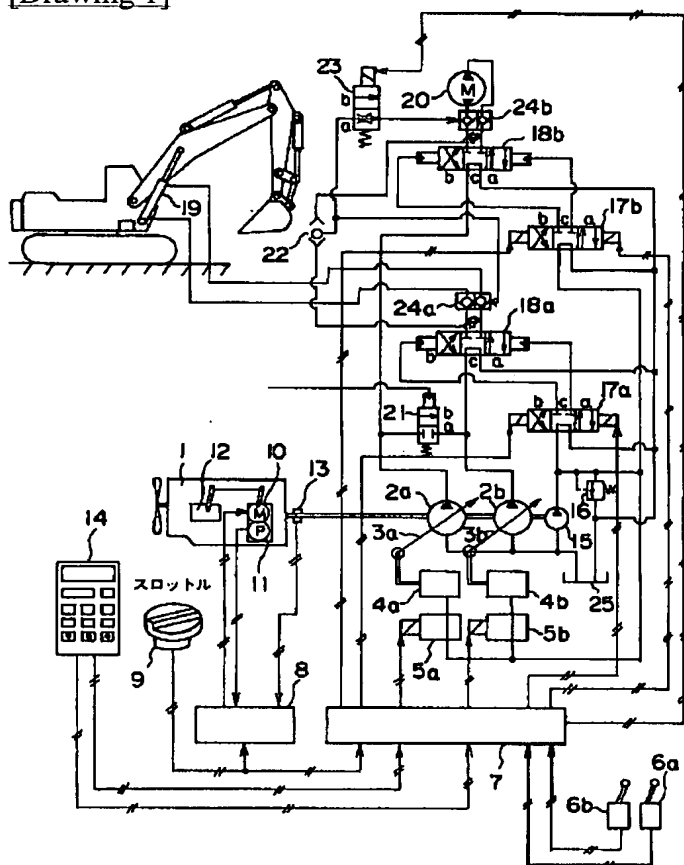 [Drawing 1]
23
b
a
M
20
24b
18b
b
c
a
17b
b
c
a
19
22
24a
18a
b
c
a
17a
b
c
a
21
b
a
1
12
10
13
M
P
11
2a
2b
16
15
3a
3b
25
14
スロットル
9
4a
4b
5a
5b
8
7
6b
6a